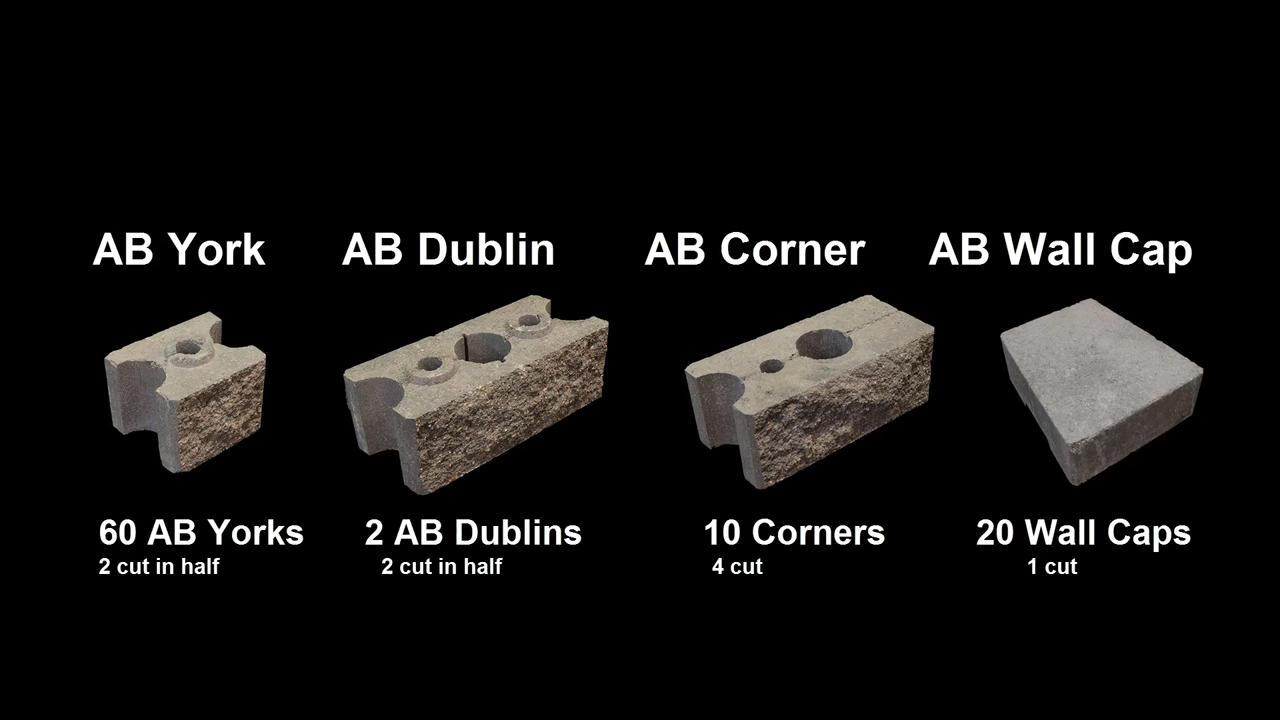 AB York
AB Dublin
AB Corner
AB Wall Cap
60 AB Yorks
2 cut in half
2 AB Dublins
2 cut in half
10 Corners
4 cut
20 Wall Caps
1 cut